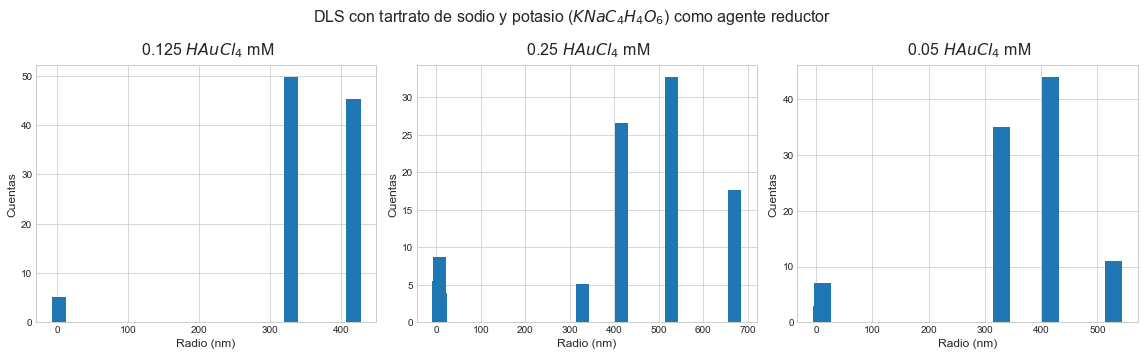 DLS con tartrato de sodio y potasio (KNaC₄H₄O₆) como agente reductor
0.125 HAuCl₄ mM
50
40
30
20
10
0
Cuentas
0 100 200 300 400
Radio (nm)
0.25 HAuCl₄ mM
30
25
20
15
10
5
0
Cuentas
0 100 200 300 400 500 600 700
Radio (nm)
0.05 HAuCl₄ mM
40
30
20
10
0
Cuentas
0 100 200 300 400 500
Radio (nm)